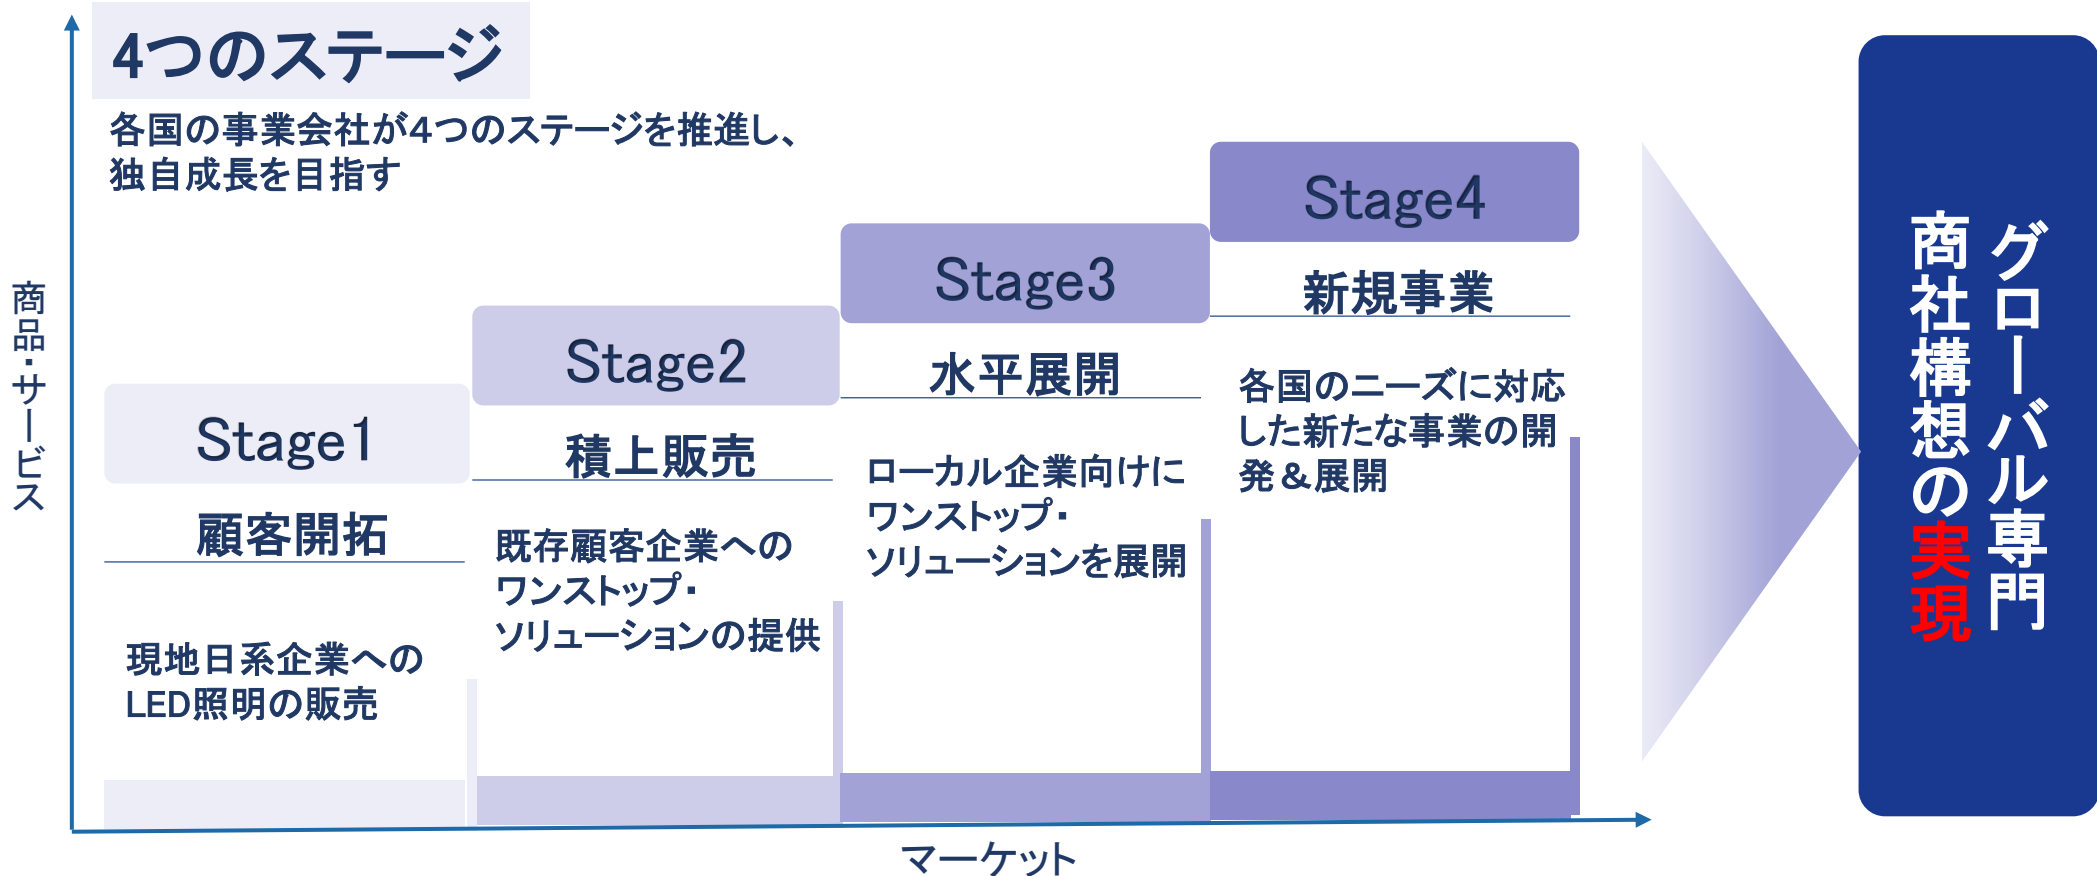 4つのステージ
各国の事業会社が4つのステージを推進し、
独自成長を目指す
商品・サービス
Stage1
顧客開拓
現地日系企業への
LED照明の販売
Stage2
積上販売
既存顧客企業への
ワンストップ・
ソリューションの提供
Stage3
水平展開
ローカル企業向けに
ワンストップ・
ソリューションを展開
Stage4
新規事業
各国のニーズに対応
した新たな事業の開
発＆展開
マーケット
グローバル専門
商社構想の実現